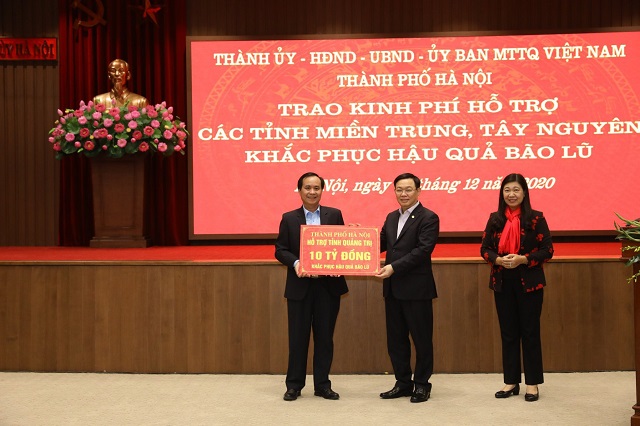 ỦY HÀ NỘI
THÀNH ỦY - HĐND - UBND - ỦY BAN MTTQ VIỆT NAM
THÀNH PHỐ HÀ NỘI
TRAO KINH PHÍ HỖ TRỢ
CÁC TỈNH MIỀN TRUNG, TÂY NGUYÊN
KHẮC PHỤC HẬU QUẢ BÃO LŨ
Nội, ngày tháng 12 2020
THÀNH PHỐ HÀ NỘI
HỖ TRỢ TỈNH QUẢNG TRỊ
10 TỶ ĐỒNG
KHẮC PHỤC HẬU QUẢ BÃO LŨ